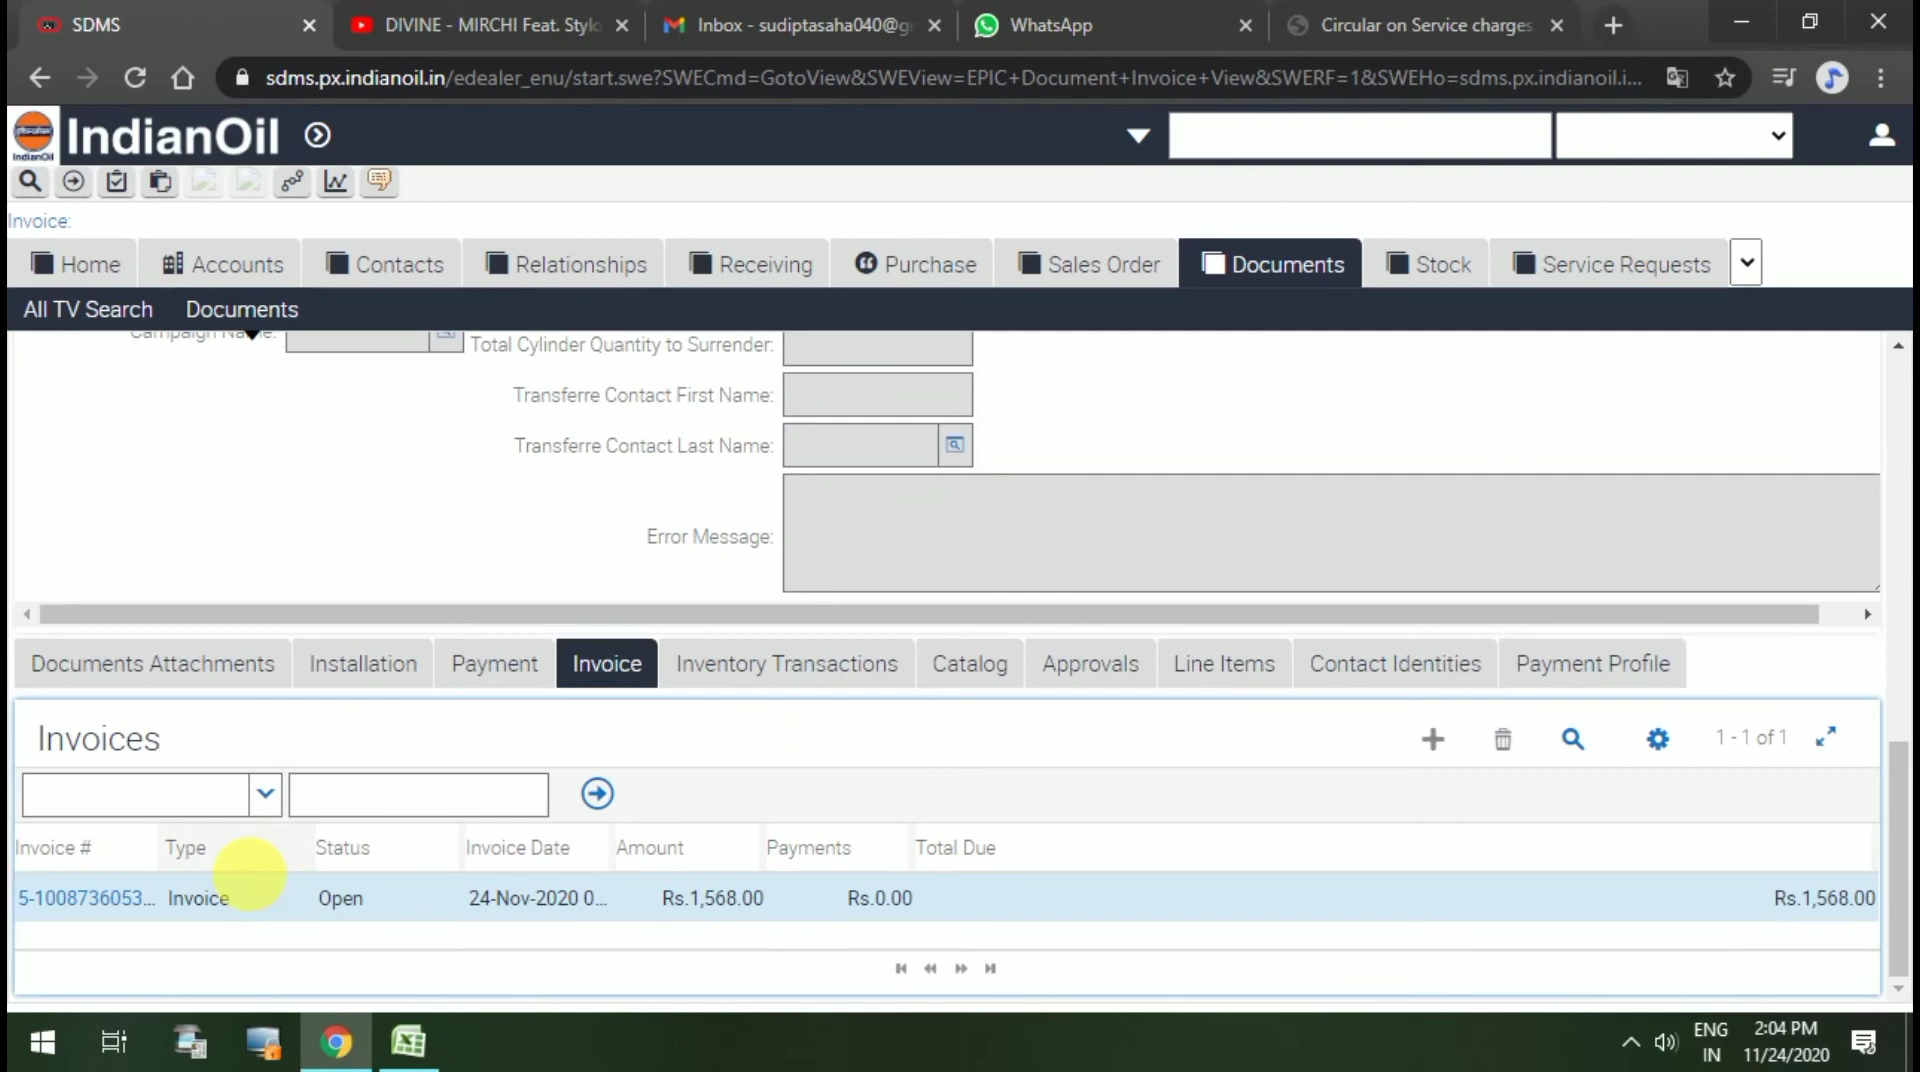 SDMS
DIVINE - MIRCHI Feat. Stylo
Inbox - sudiptasaha040@g
WhatsApp
Circular on Service charges
sdms.px.indianoil.in/edealer_enu/start.swe?SWECmd=GotoView&SWEView=EPIC+Document+Invoice+View&SWERF=1&SWEHo=sdms.px.indianoil.i...
IndianOil
IndianOil
Invoice:
Home
Accounts
Contacts
Relationships
Receiving
Purchase
Sales Order
Documents
Stock
Service Requests
All TV Search
Documents
Campaign Name:
Total Cylinder Quantity to Surrender:
Transferre Contact First Name:
Transferre Contact Last Name:
Error Message:
Documents Attachments
Installation
Payment
Invoice
Inventory Transactions
Catalog
Approvals
Line Items
Contact Identities
Payment Profile
Invoices
1 - 1 of 1
Invoice # Type Status Invoice Date Amount Payments Total Due
5-1008736053... Invoice Open 24-Nov-2020 0... Rs.1,568.00 Rs.0.00 Rs.1,568.00
ENG 2:04 PM
IN 11/24/2020